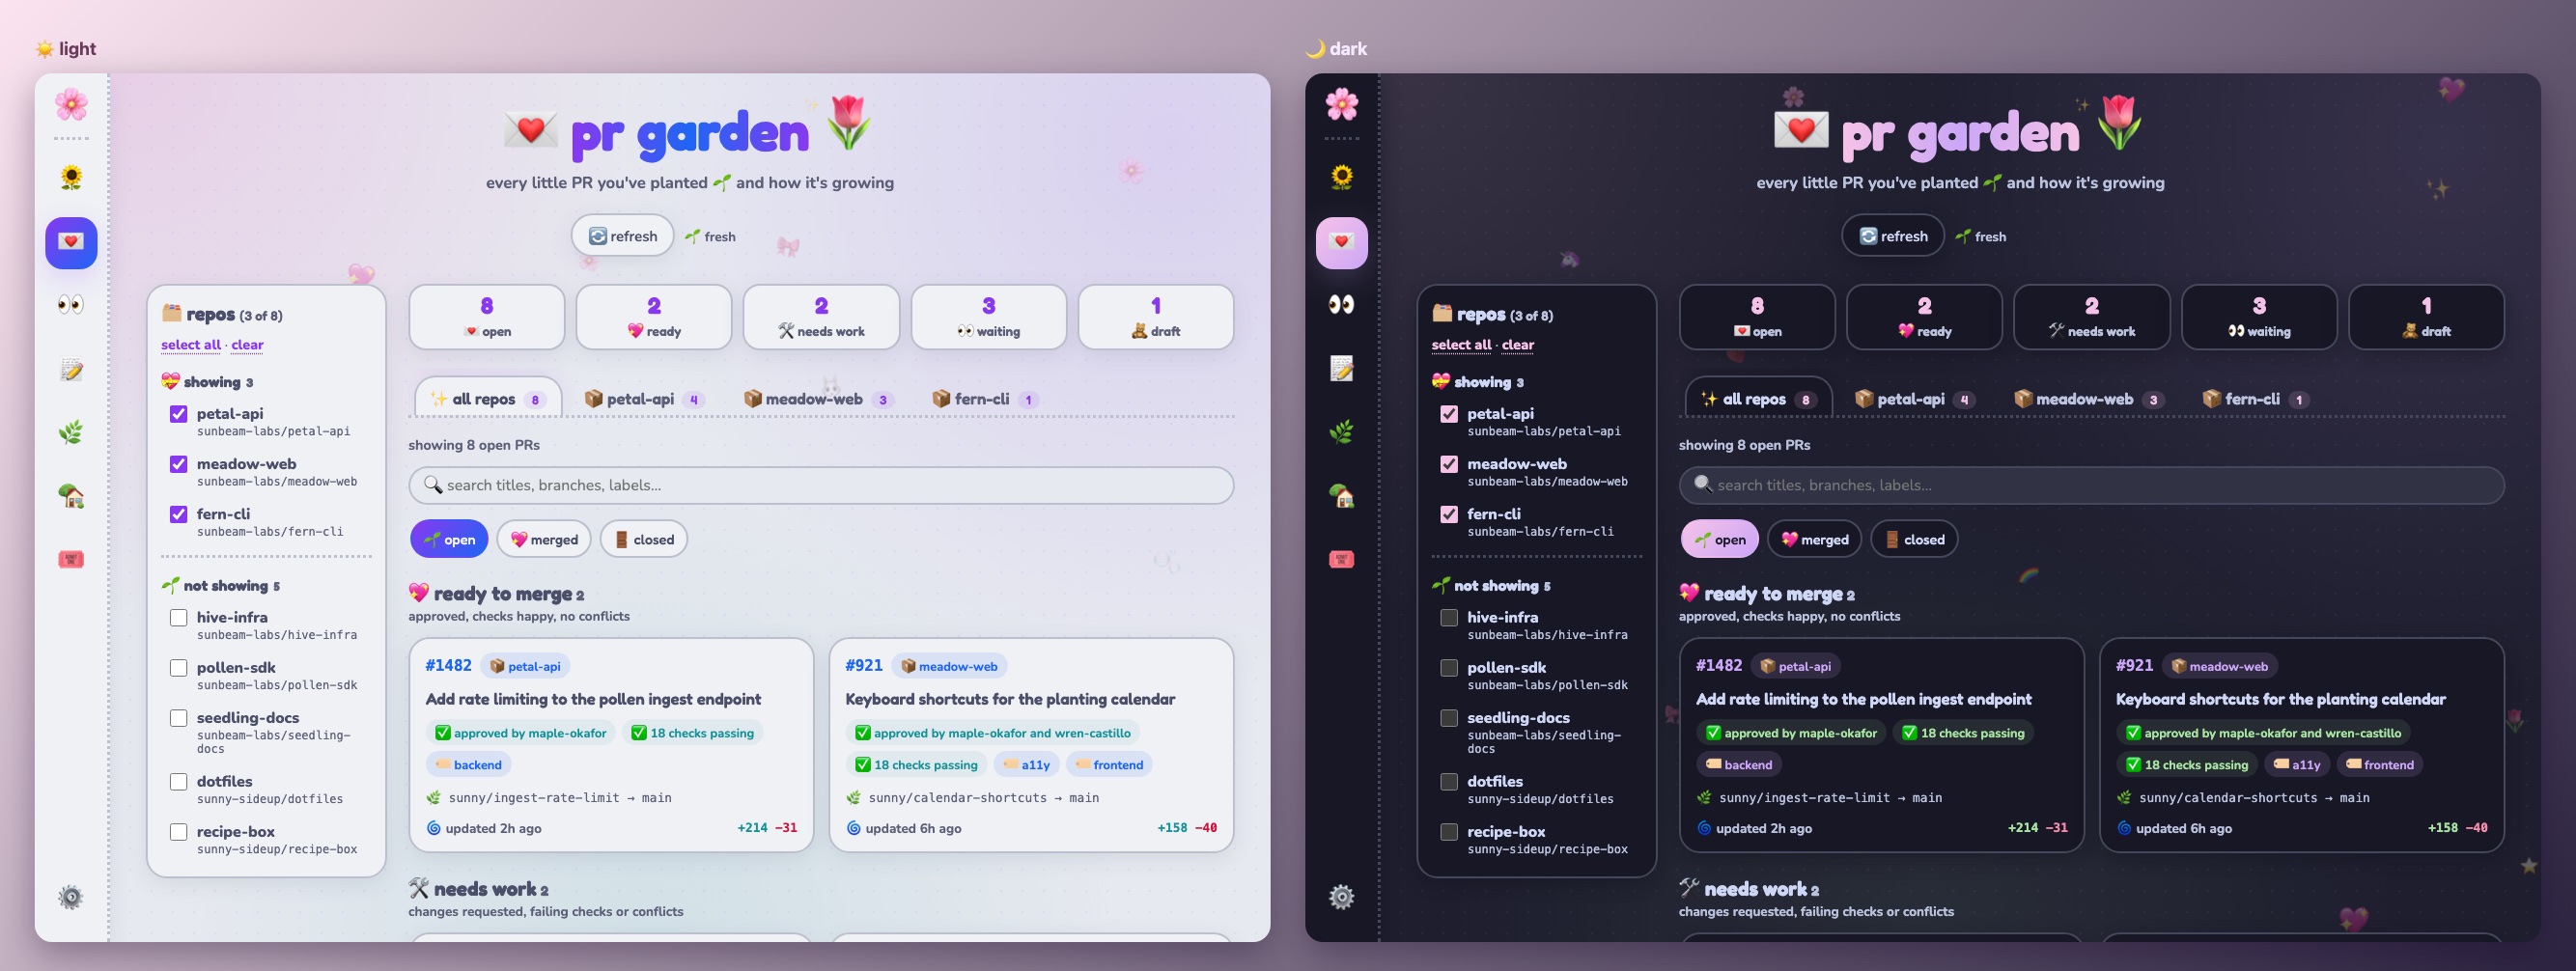 light
pr garden
every little PR you've planted and how it's growing
refresh fresh
repos (3 of 8)
select all · clear
showing 3
petal-api
sunbeam-labs/petal-api
meadow-web
sunbeam-labs/meadow-web
fern-cli
sunbeam-labs/fern-cli
not showing 5
hive-infra
sunbeam-labs/hive-infra
pollen-sdk
sunbeam-labs/pollen-sdk
seedling-docs
sunbeam-labs/seedling-
docs
dotfiles
sunny-sideup/dotfiles
recipe-box
sunny-sideup/recipe-box
8
open
2
ready
2
needs work
3
waiting
1
draft
all repos 8 petal-api 4 meadow-web 3 fern-cli 1
showing 8 open PRs
search titles, branches, labels...
open merged closed
ready to merge 2
approved, checks happy, no conflicts
#1482 petal-api
Add rate limiting to the pollen ingest endpoint
approved by maple-okafor 18 checks passing
backend
sunny/ingest-rate-limit → main
updated 2h ago +214 −31
#921 meadow-web
Keyboard shortcuts for the planting calendar
approved by maple-okafor and wren-castillo
18 checks passing a11y frontend
sunny/calendar-shortcuts → main
updated 6h ago +158 −40
needs work 2
changes requested, failing checks or conflicts
dark
pr garden
every little PR you've planted and how it's growing
refresh fresh
repos (3 of 8)
select all · clear
showing 3
petal-api
sunbeam-labs/petal-api
meadow-web
sunbeam-labs/meadow-web
fern-cli
sunbeam-labs/fern-cli
not showing 5
hive-infra
sunbeam-labs/hive-infra
pollen-sdk
sunbeam-labs/pollen-sdk
seedling-docs
sunbeam-labs/seedling-
docs
dotfiles
sunny-sideup/dotfiles
recipe-box
sunny-sideup/recipe-box
8
open
2
ready
2
needs work
3
waiting
1
draft
all repos 8 petal-api 4 meadow-web 3 fern-cli 1
showing 8 open PRs
search titles, branches, labels...
open merged closed
ready to merge 2
approved, checks happy, no conflicts
#1482 petal-api
Add rate limiting to the pollen ingest endpoint
approved by maple-okafor 18 checks passing
backend
sunny/ingest-rate-limit → main
updated 2h ago +214 −31
#921 meadow-web
Keyboard shortcuts for the planting calendar
approved by maple-okafor and wren-castillo
18 checks passing a11y frontend
sunny/calendar-shortcuts → main
updated 6h ago +158 −40
needs work 2
changes requested, failing checks or conflicts